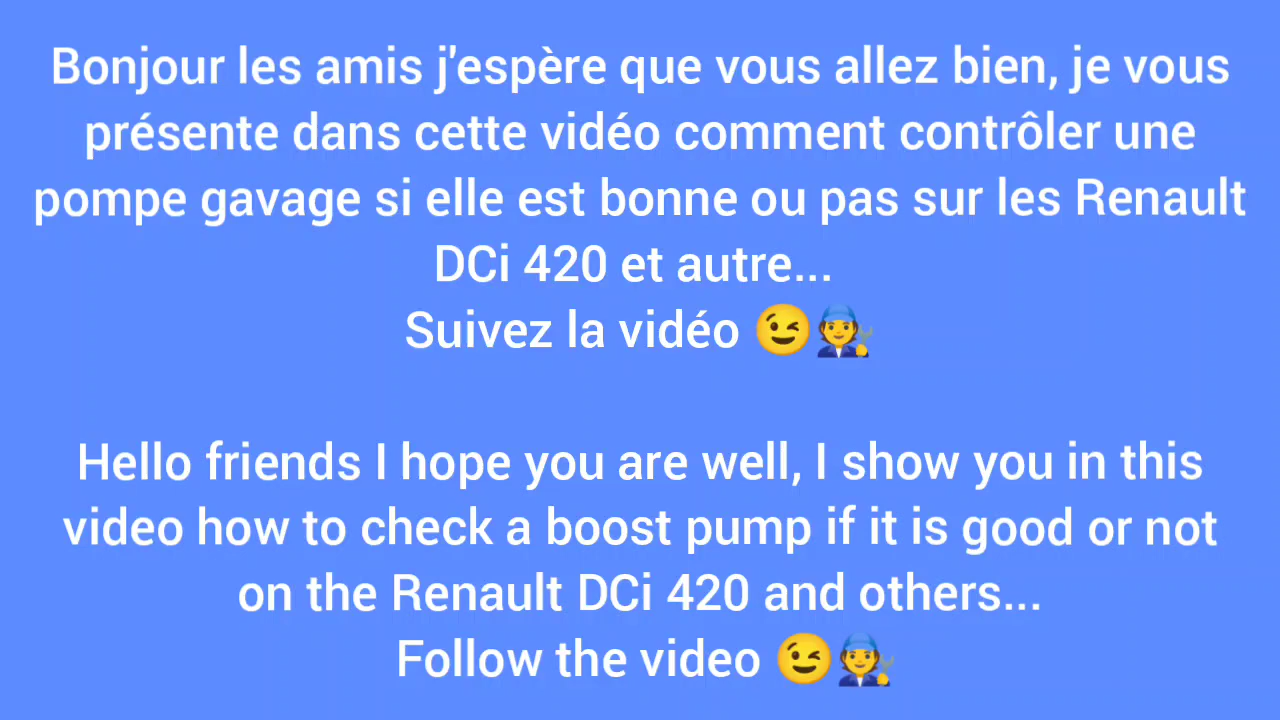 Bonjour les amis j'espère que vous allez bien, je vous
présente dans cette vidéo comment contrôler une
pompe gavage si elle est bonne ou pas sur les Renault
DCi 420 et autre...
Suivez la vidéo 😉👩‍🔧
Hello friends I hope you are well, I show you in this
video how to check a boost pump if it is good or not
on the Renault DCi 420 and others...
Follow the video 😉👩‍🔧